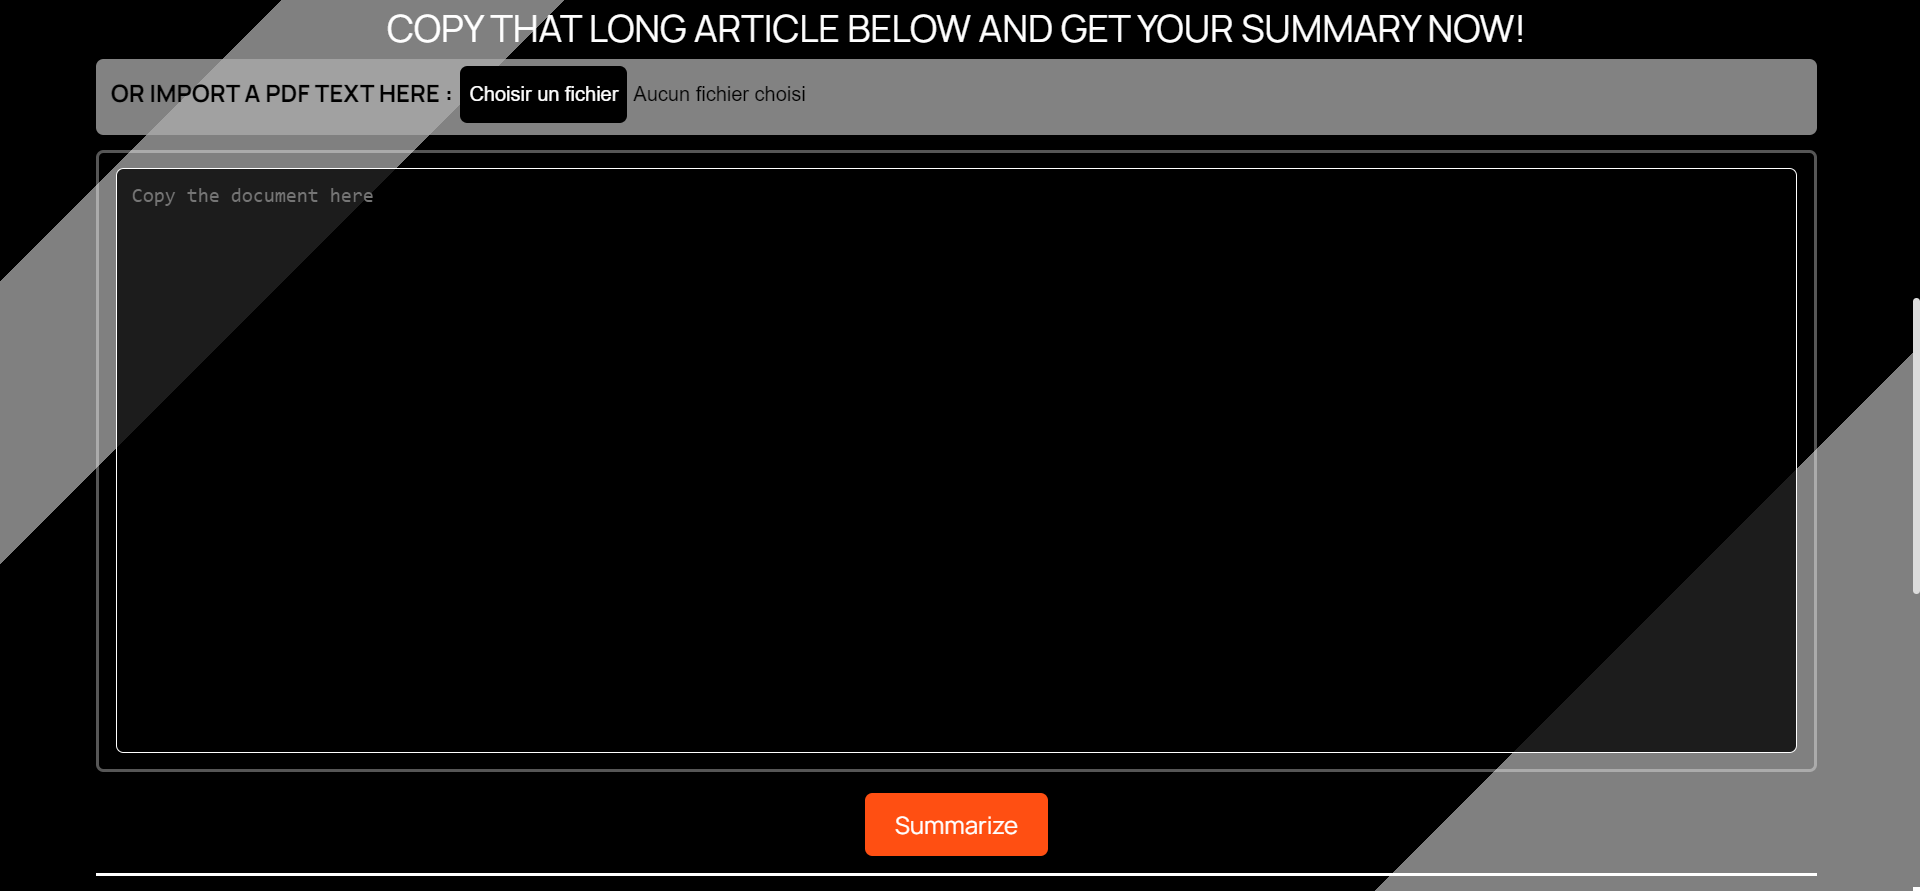 COPY THAT LONG ARTICLE BELOW AND GET YOUR SUMMARY NOW!
OR IMPORT A PDF TEXT HERE : Choisir un fichier Aucun fichier choisi
Copy the document here
Summarize